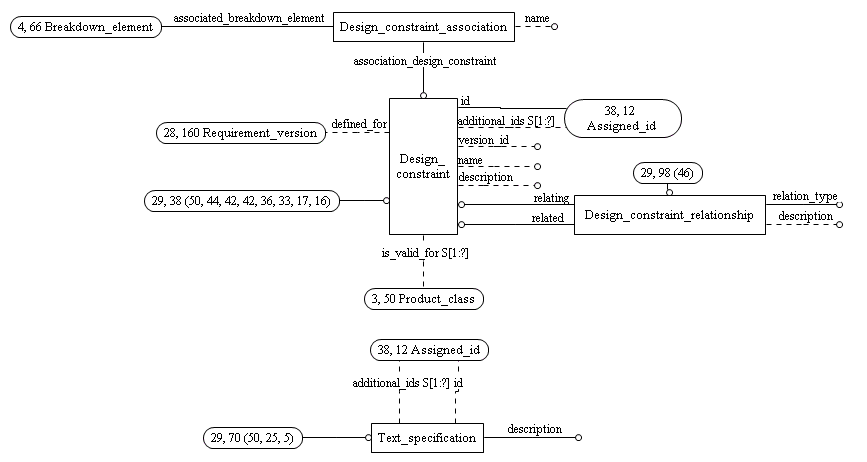 associated_breakdown_element
name
4, 66 Breakdown_element
Design_constraint_association
association_design_constraint
id
38, 12
Assigned_id
additional_ids S[1:?]
defined_for
28, 160 Requirement_version
version_id
Design_
constraint
name
description
29, 98 (46)
29, 38 (50, 44, 42, 42, 36, 33, 17, 16)
relating
relation_type
Design_constraint_relationship
related
description
is_valid_for S[1:?]
3, 50 Product_class
38, 12 Assigned_id
additional_ids S[1:?] id
29, 70 (50, 25, 5)
Text_specification
description